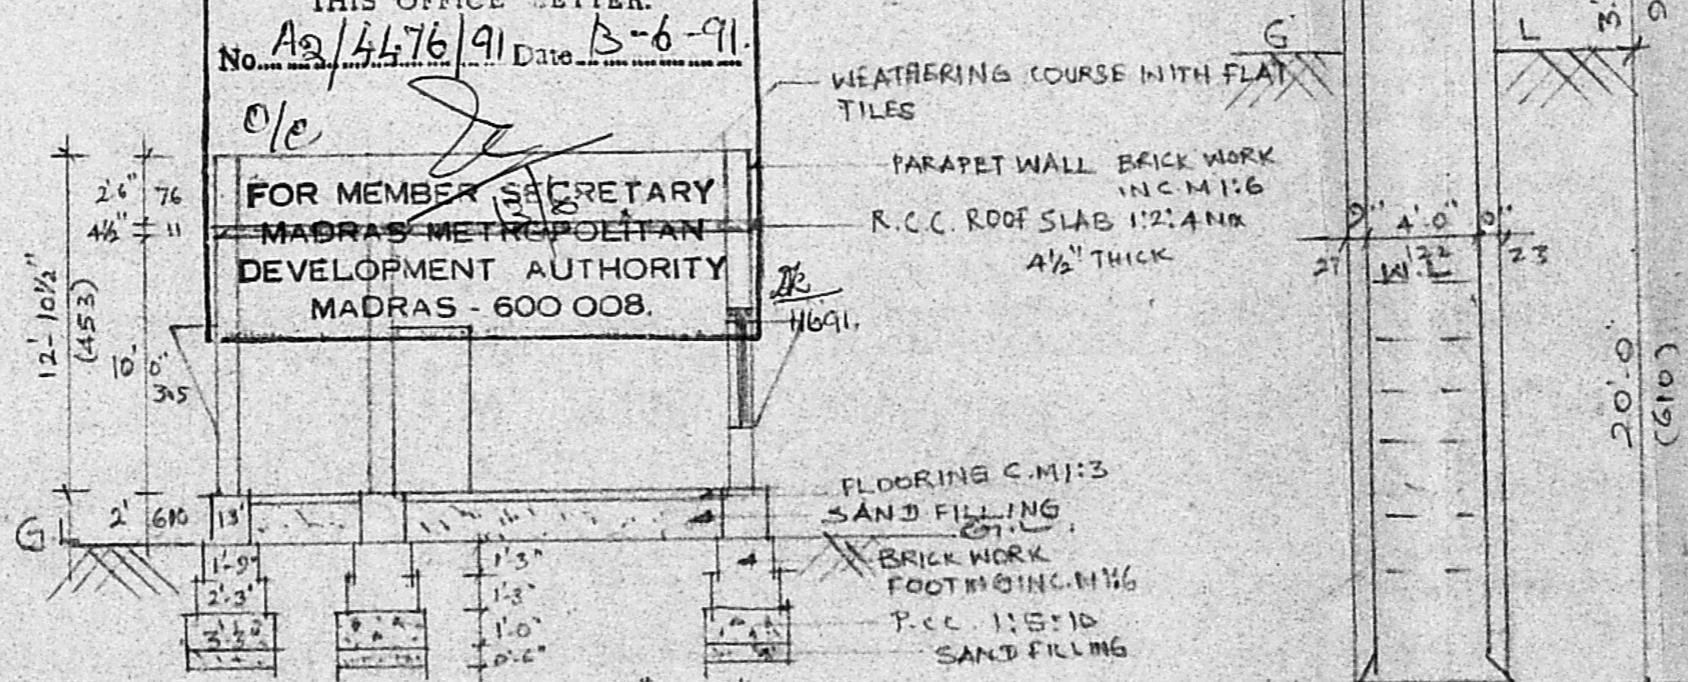 THIS OFFICE LETTER.
No. A2/4476/91 Date 13-6-91.
O/C
FOR MEMBER SECRETARY
MADRAS METROPOLITAN
DEVELOPMENT AUTHORITY
MADRAS - 600 008.
WEATHERING COURSE WITH FLAT
TILES
PARAPET WALL BRICK WORK
IN C.M 1:6
R.C.C. ROOF SLAB 1:2:4 MIX
4½" THICK
2'6" 76
4½" 11
12'-10½"
(453)
10' 0"
305
11691.
FLOORING C.M 1:3
SAND FILLING
G.L.
BRICK WORK
FOOTING IN C.M 1:6
P.C.C. 1:5:10
SAND FILLING
G L 2' 610 13"
1'-9"
2'-3"
1'3"
1'3"
1'-0"
0'-6"
G L
9" 4'-0" 9"
122 23
W.L
20'-0"
(610)
3'